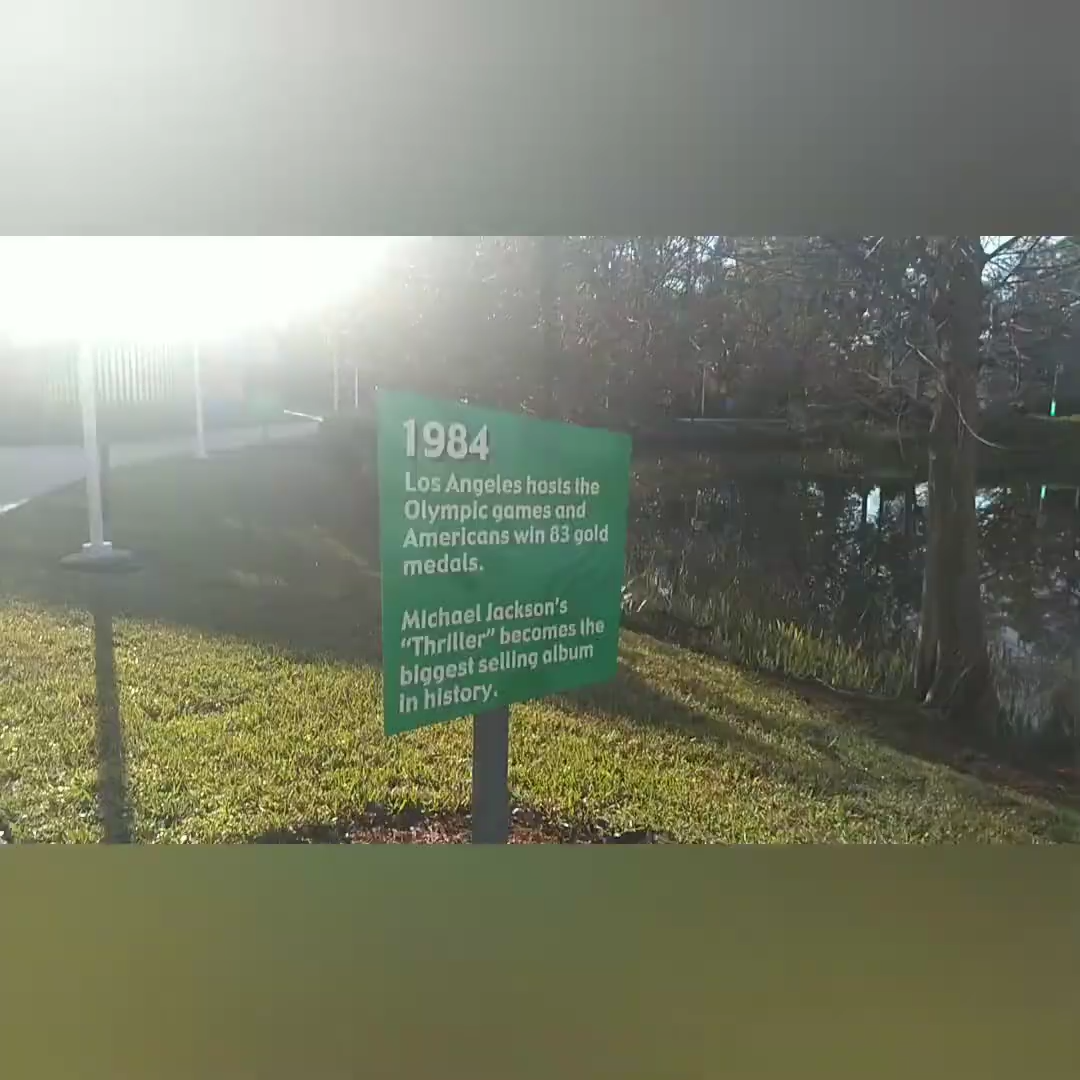 1984
Los Angeles hosts the
Olympic games and
Americans win 83 gold
medals.
Michael Jackson's
"Thriller" becomes the
biggest selling album
in history.